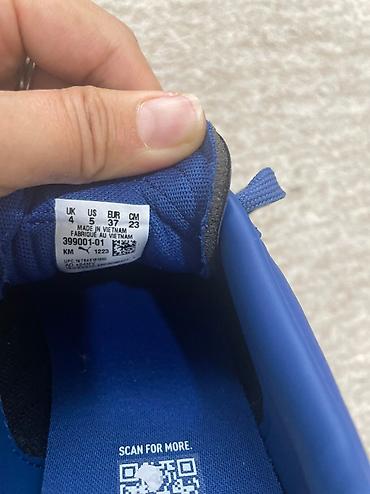 UK US EUR CM
4 5 37 23
MADE IN VIETNAM
FABRIQUÉ AU VIETNAM
399001-01
KM 1223
SCAN FOR MORE.